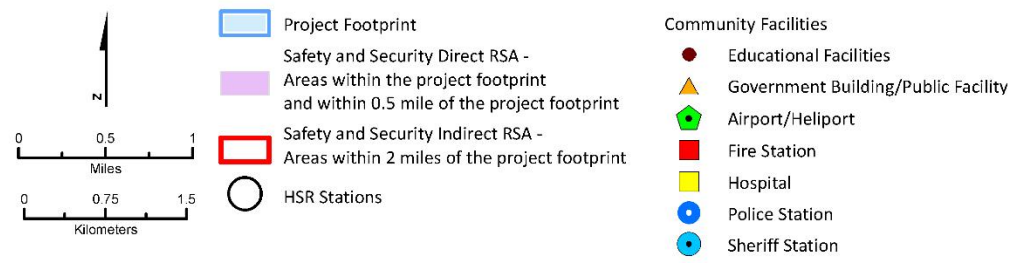 N
0 0.5 1
Miles
0 0.75 1.5
Kilometers
Project Footprint
Safety and Security Direct RSA -
Areas within the project footprint
and within 0.5 mile of the project footprint
Safety and Security Indirect RSA -
Areas within 2 miles of the project footprint
HSR Stations
Community Facilities
Educational Facilities
Government Building/Public Facility
Airport/Heliport
Fire Station
Hospital
Police Station
Sheriff Station